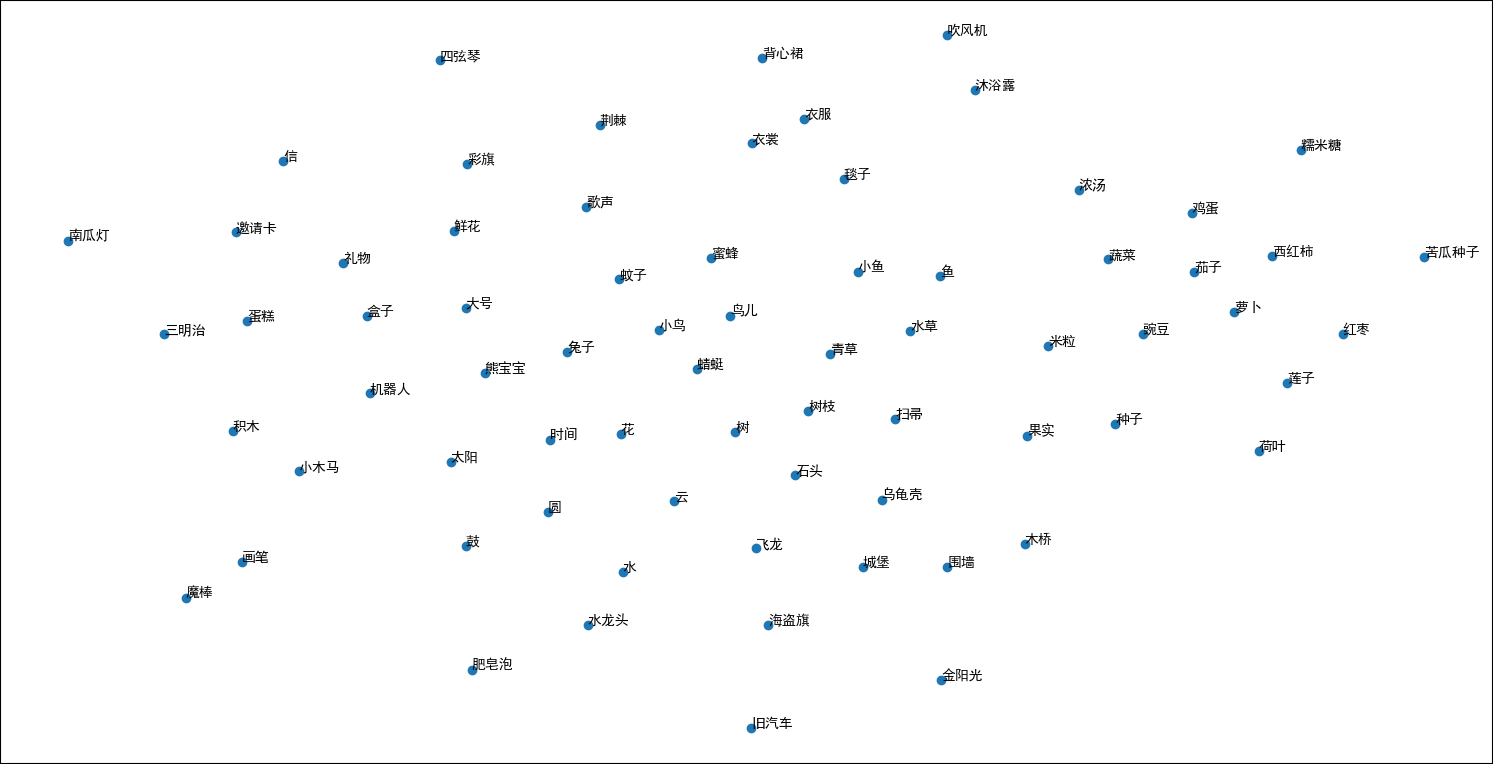 吹风机
背心裙
四弦琴
沐浴露
衣服
荆棘
衣裳
糯米糖
信
彩旗
毯子
浓汤
歌声
鸡蛋
鲜花
邀请卡
南瓜灯
蜜蜂
西红柿
苦瓜种子
蔬菜
礼物
小鱼
茄子
鱼
蚊子
大号
萝卜
盒子
鸟儿
蛋糕
小鸟
水草
三明治
豌豆
红枣
米粒
兔子
青草
蜻蜓
熊宝宝
莲子
机器人
树枝
扫帚
种子
积木
树
花
果实
时间
荷叶
太阳
小木马
石头
乌龟壳
云
圆
木桥
鼓
飞龙
画笔
城堡
围墙
水
魔棒
水龙头
海盗旗
肥皂泡
金阳光
旧汽车